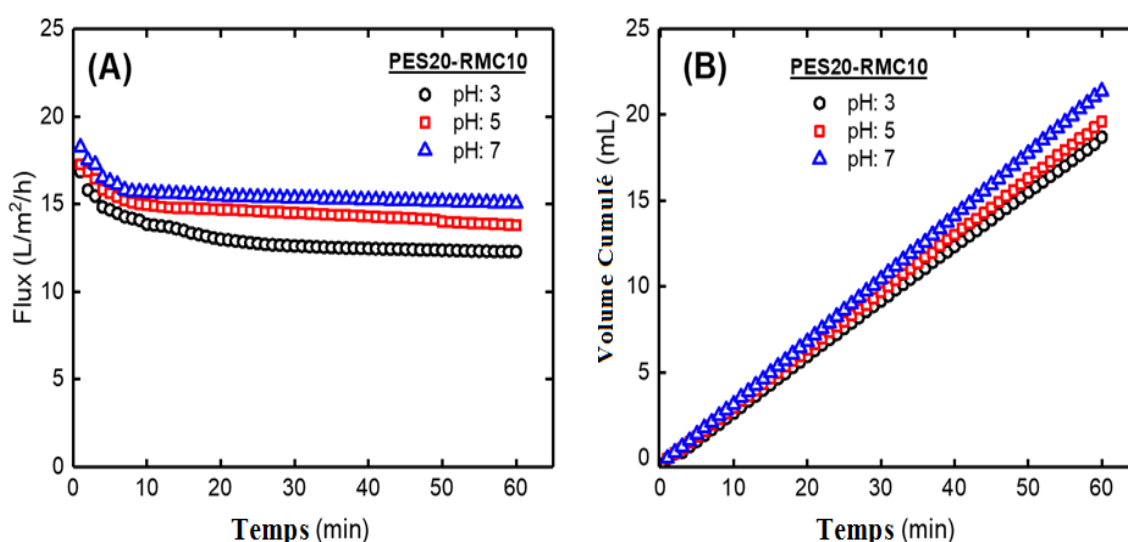 (A)
PES20-RMC10
pH: 3
pH: 5
pH: 7
Flux (L/m²/h)
25
20
15
10
5
0
0 10 20 30 40 50 60
Temps (min)
(B)
PES20-RMC10
pH: 3
pH: 5
pH: 7
Volume Cumulé (mL)
25
20
15
10
5
0
0 10 20 30 40 50 60
Temps (min)